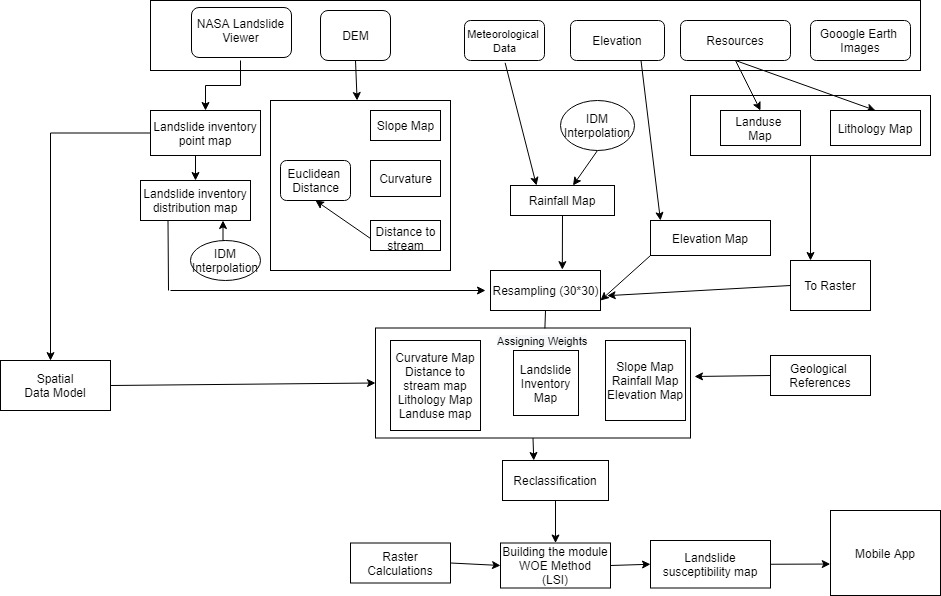 NASA Landslide
Viewer
DEM
Meteorological
Data
Elevation
Resources
Gooogle Earth
Images
Landslide inventory
point map
Slope Map
IDM
Interpolation
Landuse
Map
Lithology Map
Landslide inventory
distribution map
Euclidean
Distance
Curvature
Rainfall Map
Distance to
stream
Elevation Map
IDM
Interpolation
Resampling (30*30)
To Raster
Assigning Weights
Curvature Map
Distance to
stream map
Lithology Map
Landuse map
Landslide
Inventory
Map
Slope Map
Rainfall Map
Elevation Map
Geological
References
Spatial
Data Model
Reclassification
Raster
Calculations
Building the module
WOE Method
(LSI)
Landslide
susceptibility map
Mobile App